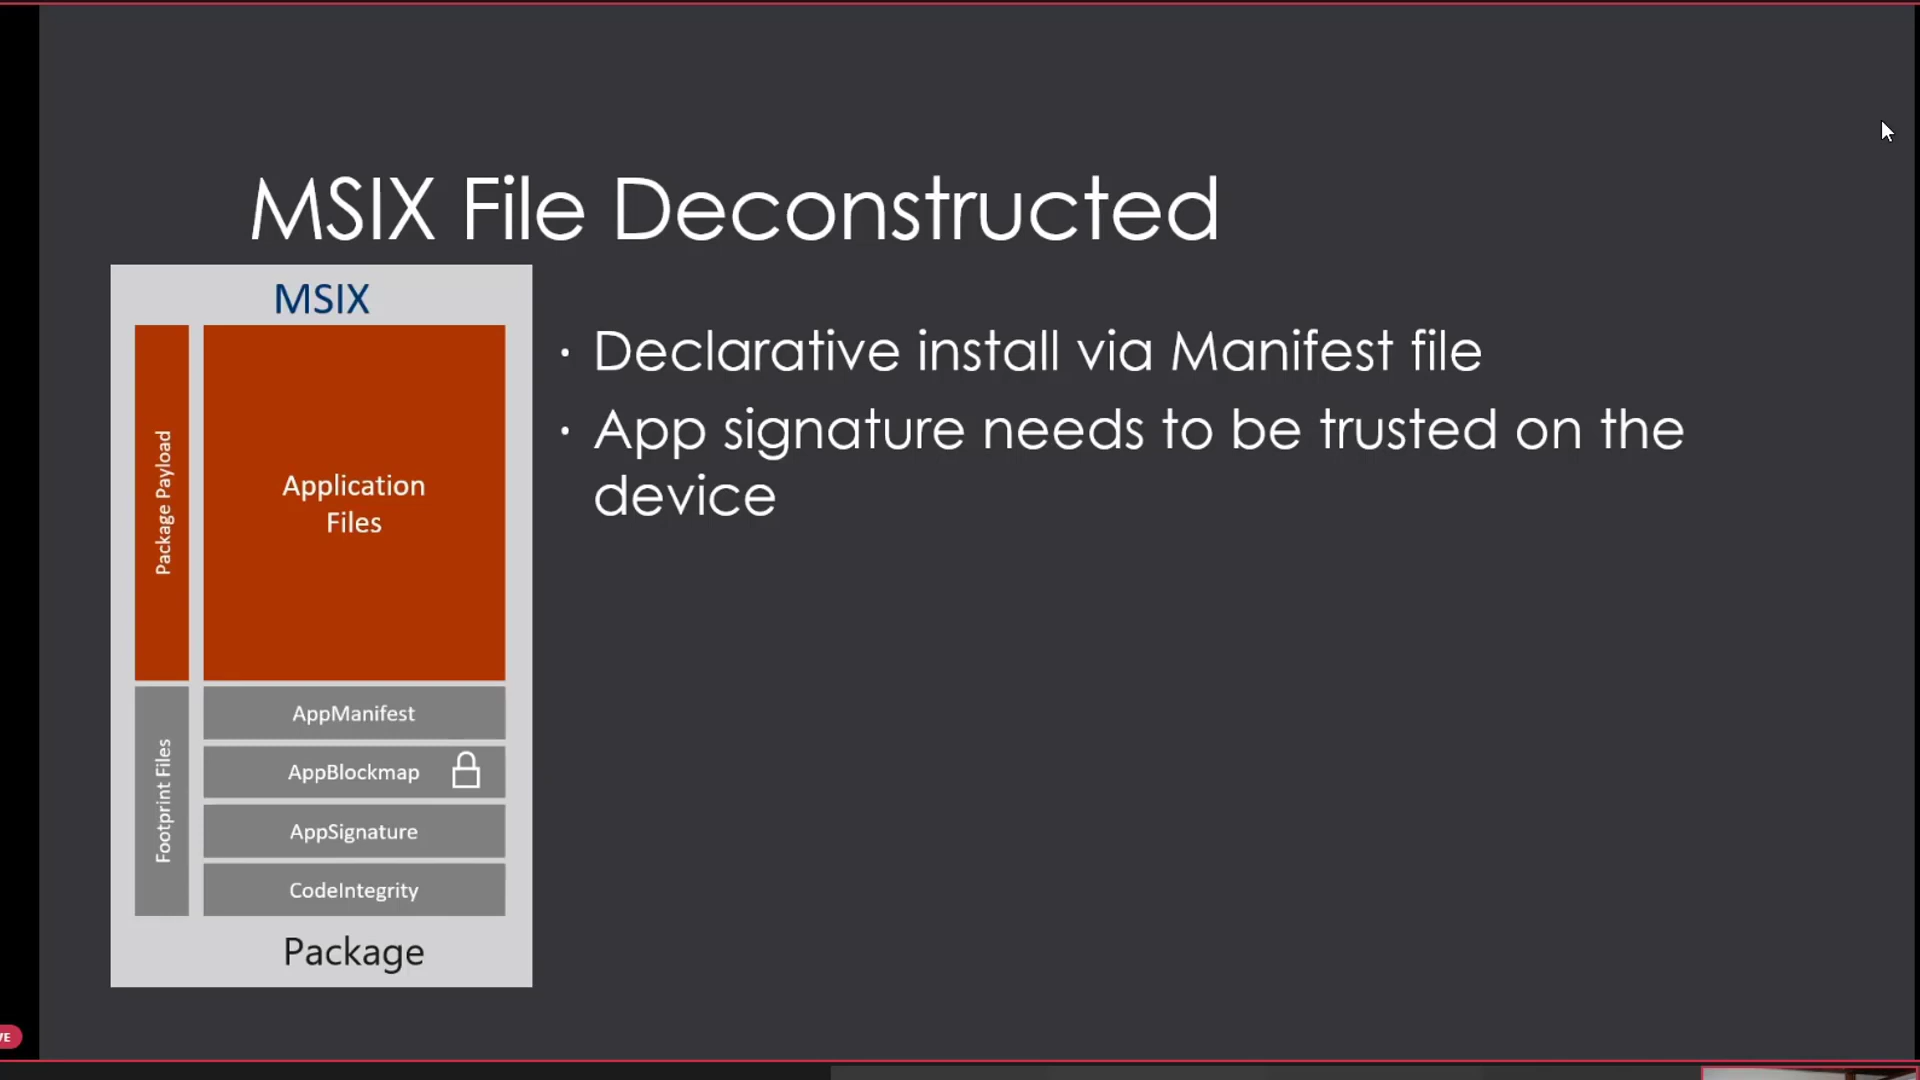 MSIX File Deconstructed
MSIX
Package Payload
Application
Files
Footprint Files
AppManifest
AppBlockmap
AppSignature
CodeIntegrity
Package
· Declarative install via Manifest file
· App signature needs to be trusted on the
device
VE